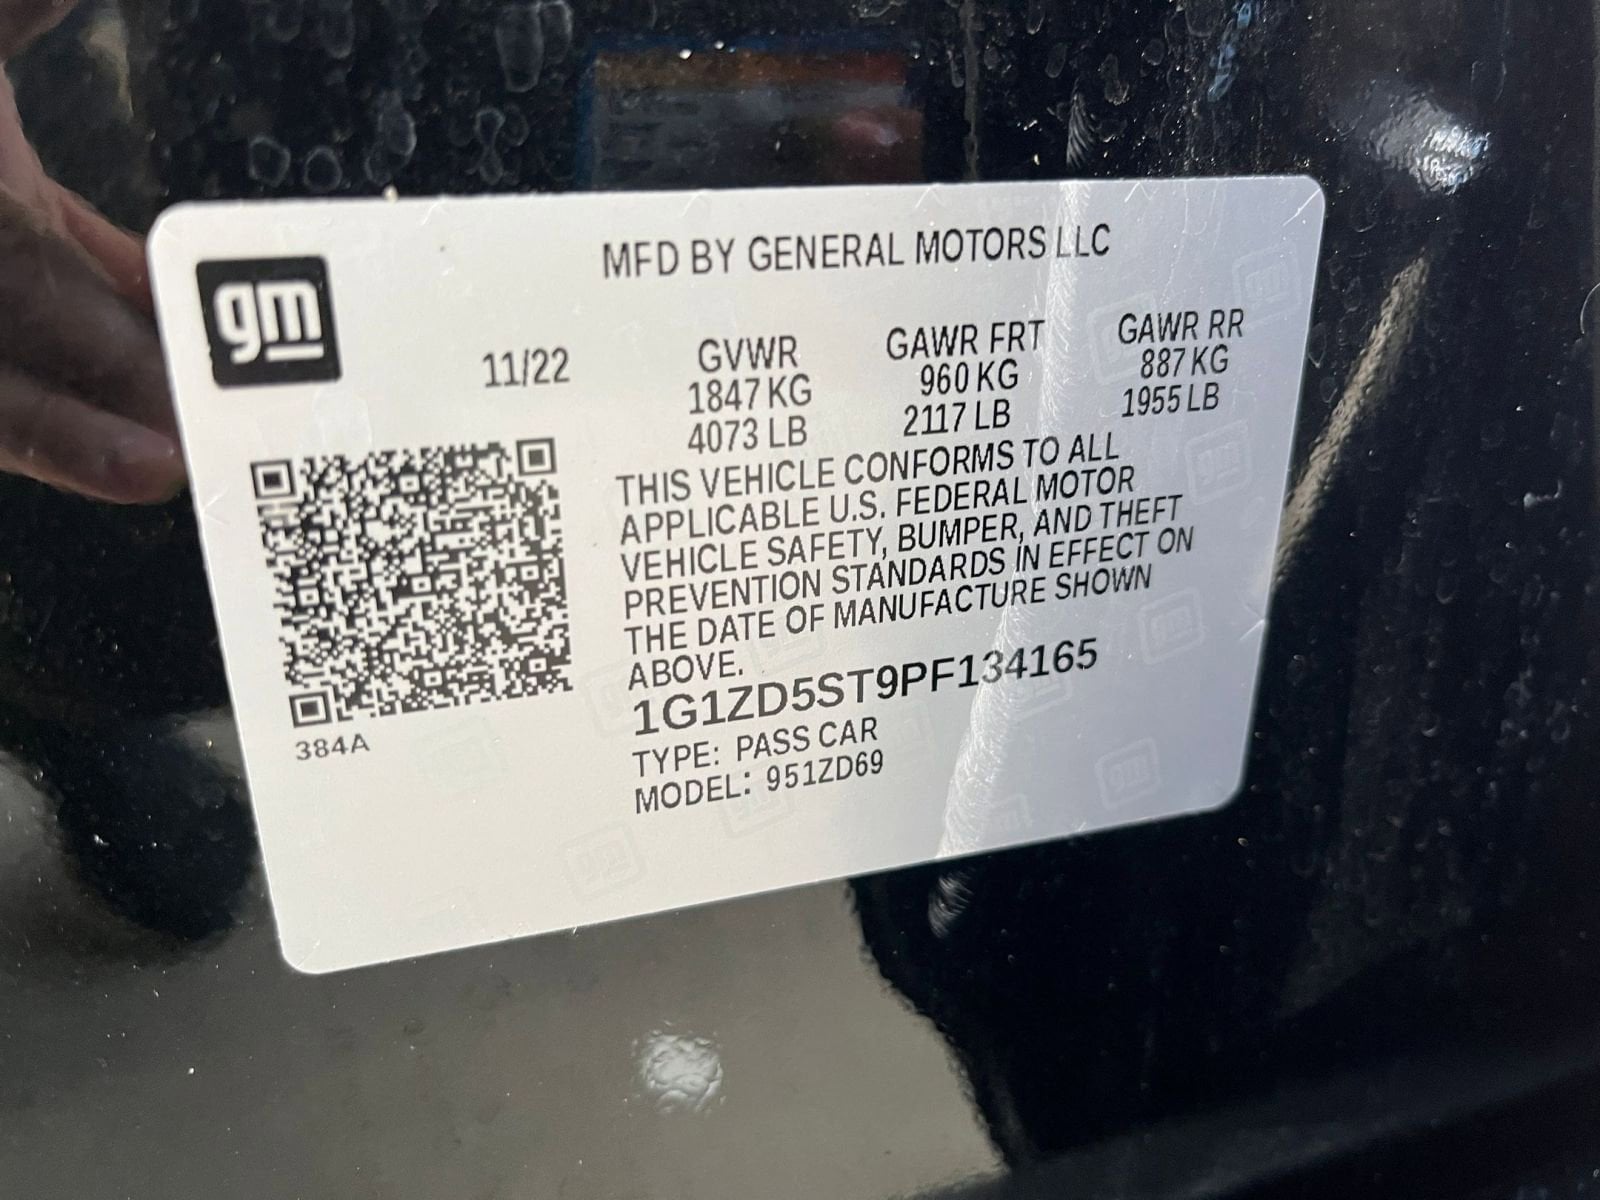 MFD BY GENERAL MOTORS LLC
gm
11/22
GVWR GAWR FRT GAWR RR
1847 KG 960 KG 887 KG
4073 LB 2117 LB 1955 LB
THIS VEHICLE CONFORMS TO ALL
APPLICABLE U.S. FEDERAL MOTOR
VEHICLE SAFETY, BUMPER, AND THEFT
PREVENTION STANDARDS IN EFFECT ON
THE DATE OF MANUFACTURE SHOWN
ABOVE.
1G1ZD5ST9PF134165
TYPE: PASS CAR
MODEL: 951ZD69
384A